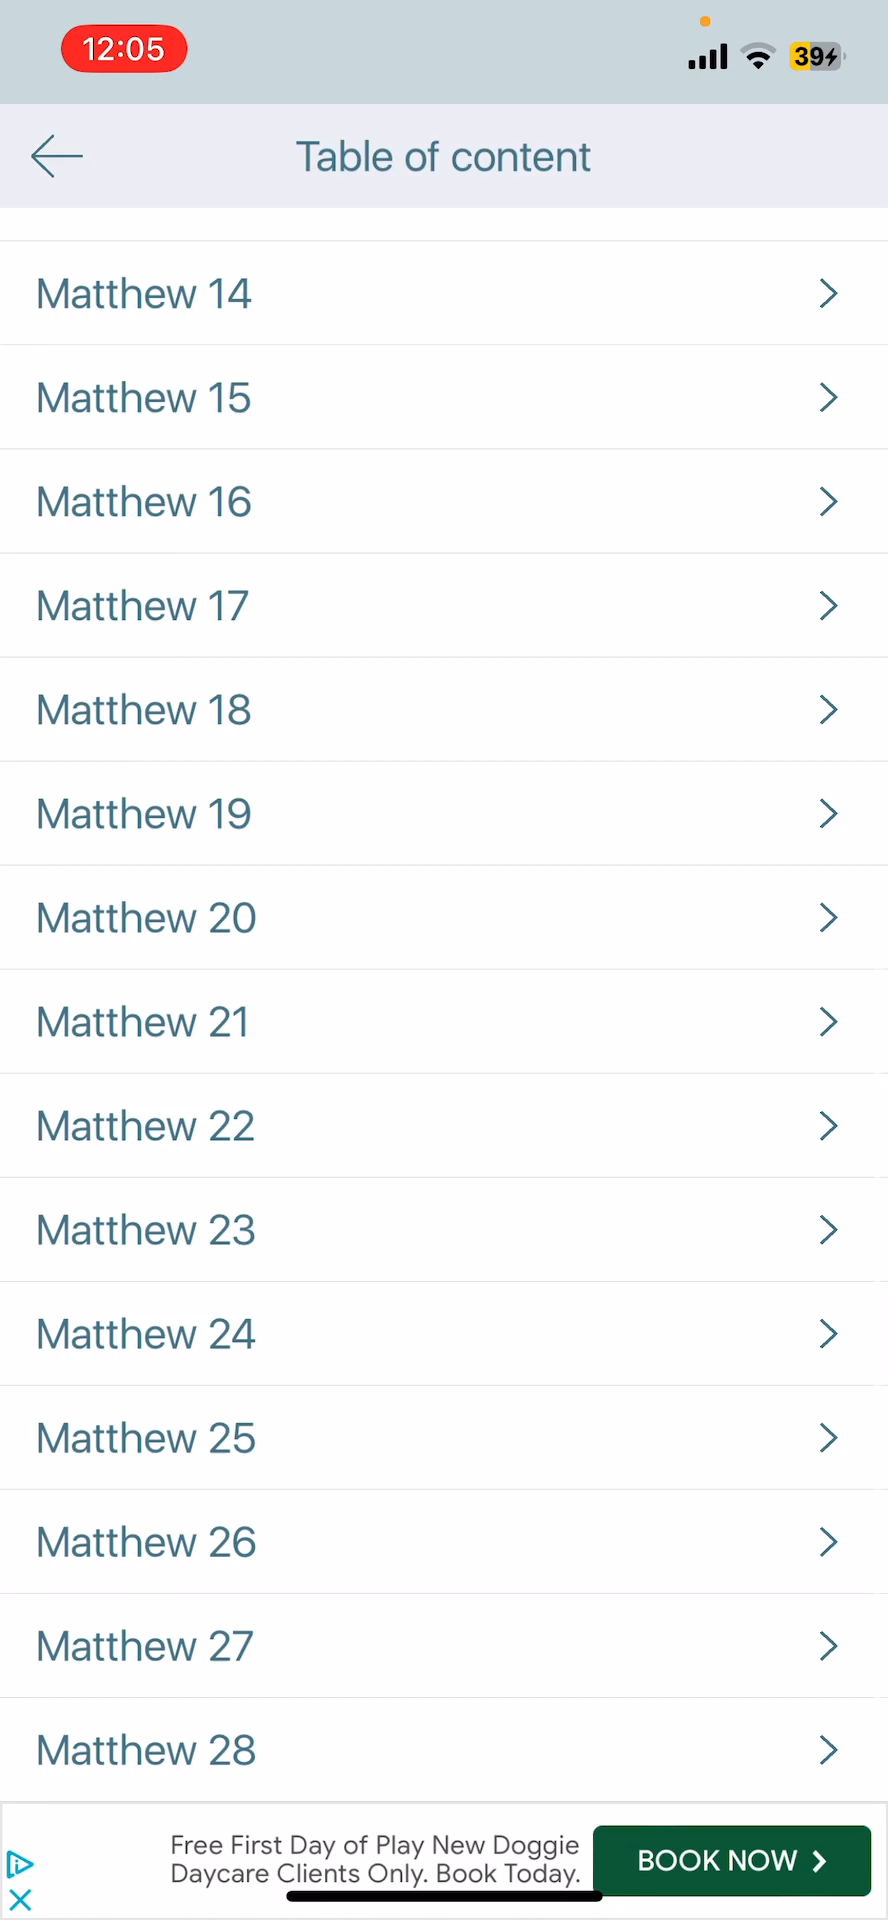 12:05
39
Table of content
Matthew 14
Matthew 15
Matthew 16
Matthew 17
Matthew 18
Matthew 19
Matthew 20
Matthew 21
Matthew 22
Matthew 23
Matthew 24
Matthew 25
Matthew 26
Matthew 27
Matthew 28
Free First Day of Play New Doggie
Daycare Clients Only. Book Today.
BOOK NOW